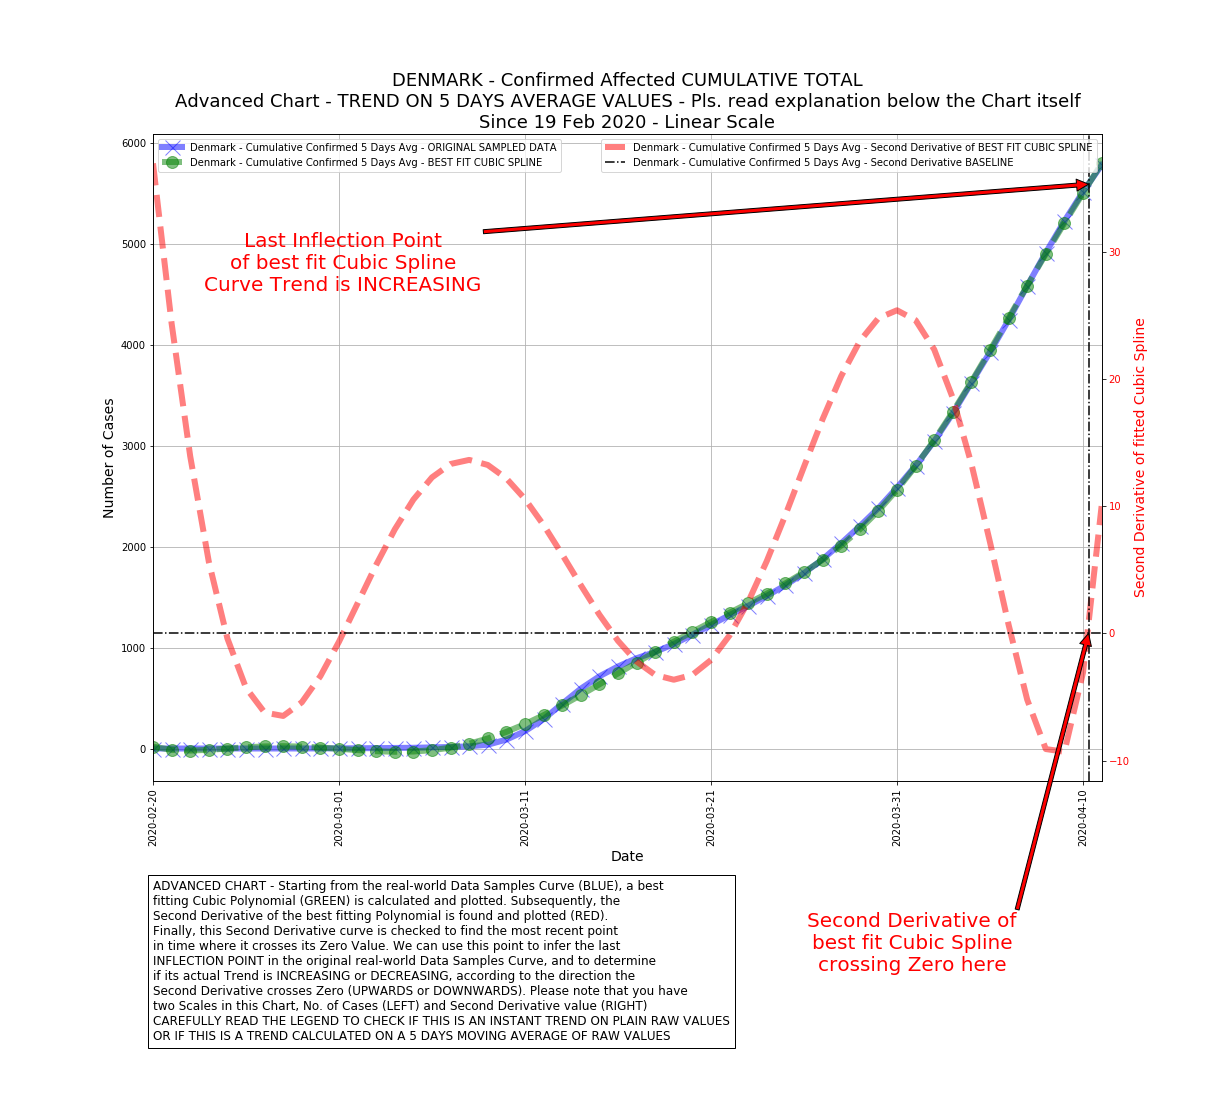 DENMARK - Confirmed Affected CUMULATIVE TOTAL
Advanced Chart - TREND ON 5 DAYS AVERAGE VALUES - Pls. read explanation below the Chart itself
Since 19 Feb 2020 - Linear Scale
Denmark - Cumulative Confirmed 5 Days Avg - ORIGINAL SAMPLED DATA
Denmark - Cumulative Confirmed 5 Days Avg - BEST FIT CUBIC SPLINE
Denmark - Cumulative Confirmed 5 Days Avg - Second Derivative of BEST FIT CUBIC SPLINE
Denmark - Cumulative Confirmed 5 Days Avg - Second Derivative BASELINE
Last Inflection Point
of best fit Cubic Spline
Curve Trend is INCREASING
Number of Cases
6000
5000
4000
3000
2000
1000
0
30
20
10
0
−10
Second Derivative of fitted Cubic Spline
2020-02-20
2020-03-01
2020-03-11
2020-03-21
2020-03-31
2020-04-10
Date
ADVANCED CHART - Starting from the real-world Data Samples Curve (BLUE), a best
fitting Cubic Polynomial (GREEN) is calculated and plotted. Subsequently, the
Second Derivative of the best fitting Polynomial is found and plotted (RED).
Finally, this Second Derivative curve is checked to find the most recent point
in time where it crosses its Zero Value. We can use this point to infer the last
INFLECTION POINT in the original real-world Data Samples Curve, and to determine
if its actual Trend is INCREASING or DECREASING, according to the direction the
Second Derivative crosses Zero (UPWARDS or DOWNWARDS). Please note that you have
two Scales in this Chart, No. of Cases (LEFT) and Second Derivative value (RIGHT)
CAREFULLY READ THE LEGEND TO CHECK IF THIS IS AN INSTANT TREND ON PLAIN RAW VALUES
OR IF THIS IS A TREND CALCULATED ON A 5 DAYS MOVING AVERAGE OF RAW VALUES
Second Derivative of
best fit Cubic Spline
crossing Zero here